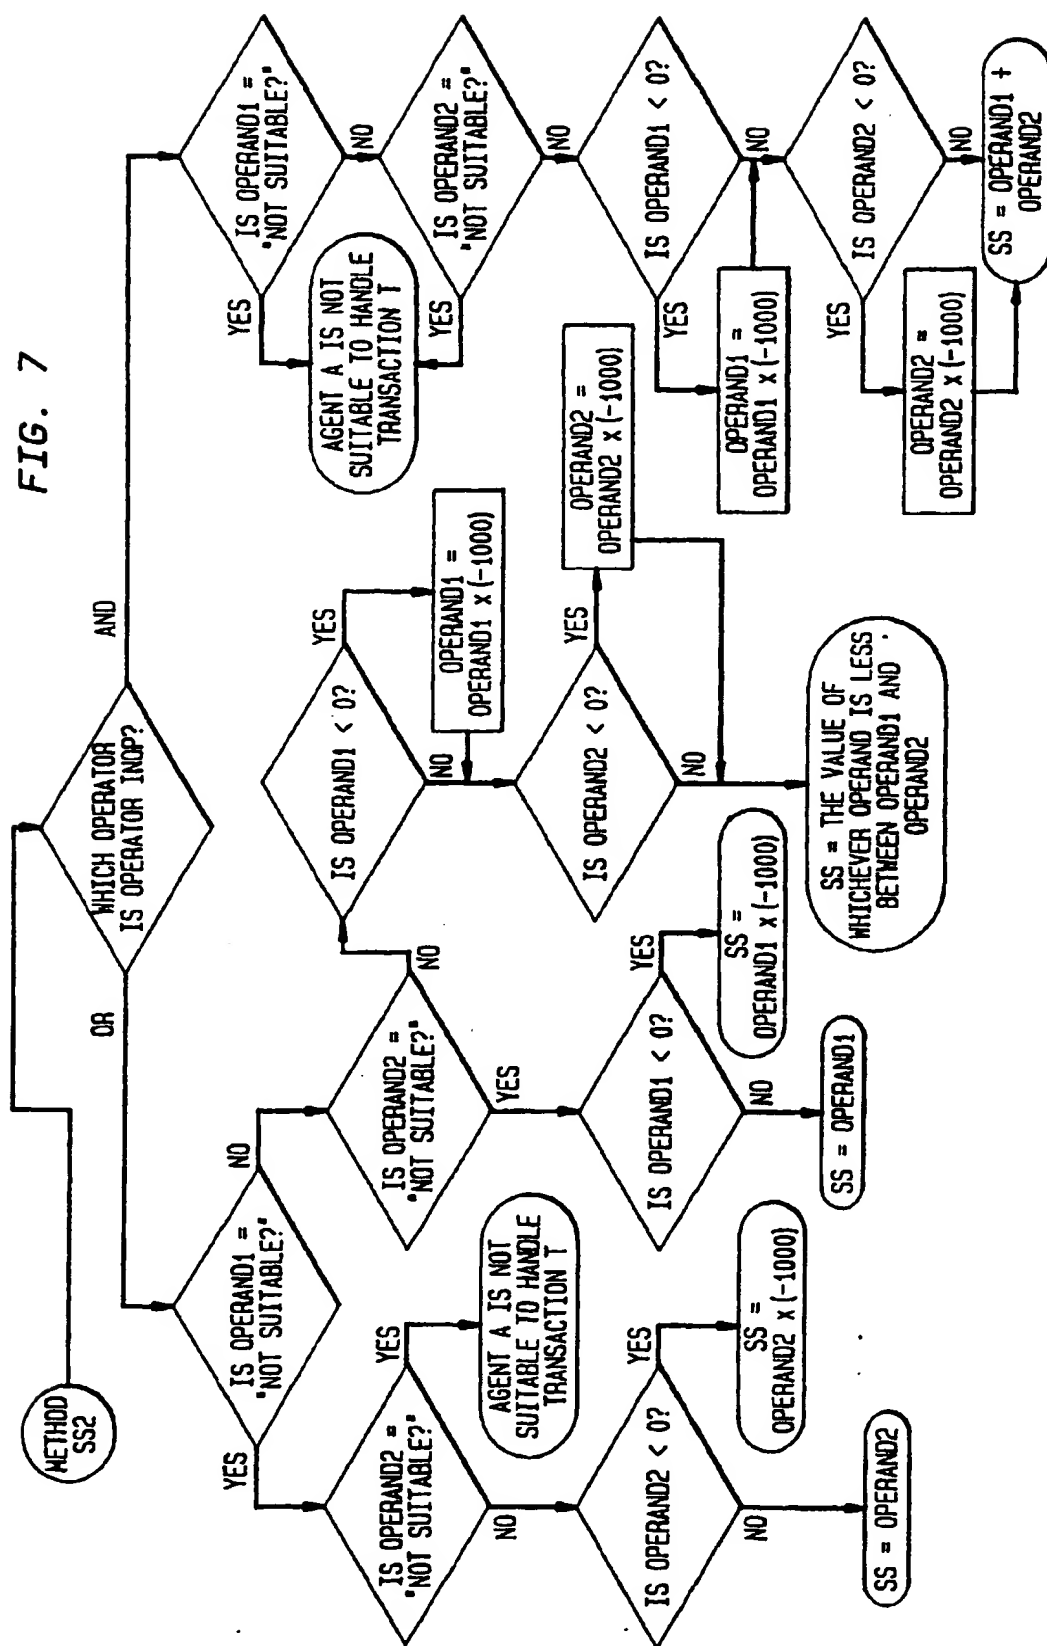 FIG. 7
METHOD
SS2
WHICH OPERATOR
IS OPERATOR INOP?
OR
AND
IS OPERAND1 =
"NOT SUITABLE?"
YES
NO
IS OPERAND2 =
"NOT SUITABLE?"
YES
NO
AGENT A IS NOT
SUITABLE TO HANDLE
TRANSACTION T
IS OPERAND2 < 0?
YES
NO
SS =
OPERAND2 x (-1000)
SS = OPERAND2
IS OPERAND2 =
"NOT SUITABLE?"
NO
YES
IS OPERAND1 < 0?
YES
NO
SS =
OPERAND1 x (-1000)
SS = OPERAND1
IS OPERAND1 < 0?
YES
NO
OPERAND1 =
OPERAND1 x (-1000)
IS OPERAND2 < 0?
YES
NO
OPERAND2 =
OPERAND2 x (-1000)
SS = THE VALUE OF
WHICHEVER OPERAND IS LESS
BETWEEN OPERAND1 AND
OPERAND2
IS OPERAND1 =
"NOT SUITABLE?"
YES
NO
AGENT A IS NOT
SUITABLE TO HANDLE
TRANSACTION T
IS OPERAND2 =
"NOT SUITABLE?"
YES
NO
IS OPERAND1 < 0?
YES
NO
OPERAND1 =
OPERAND1 x (-1000)
IS OPERAND2 < 0?
YES
NO
OPERAND2 =
OPERAND2 x (-1000)
SS = OPERAND1 +
OPERAND2